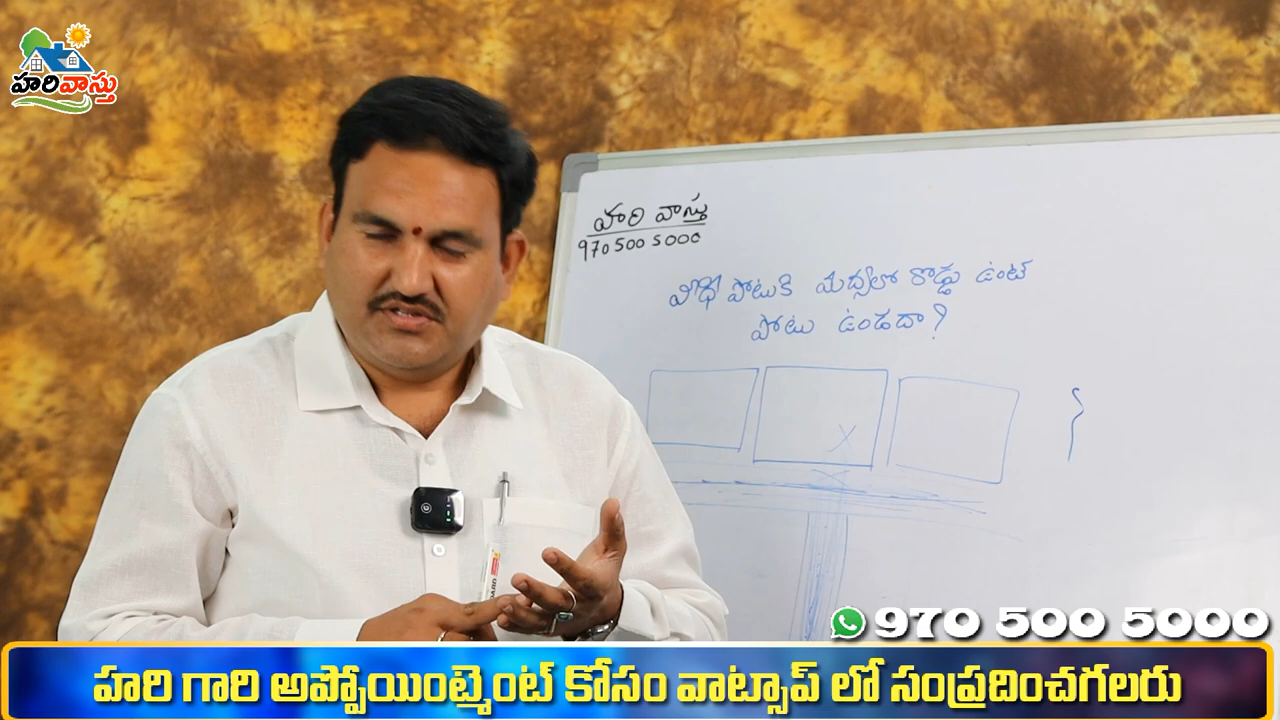 హరివాస్తు
హరి వాస్తు
970 500 5000
వీధి పోటుకి మధ్యలో రోడ్డు ఉంటే
పోటు ఉండదా?
970 500 5000
హరి గారి అప్పోయింట్మెంట్ కోసం వాట్సాప్ లో సంప్రదించగలరు